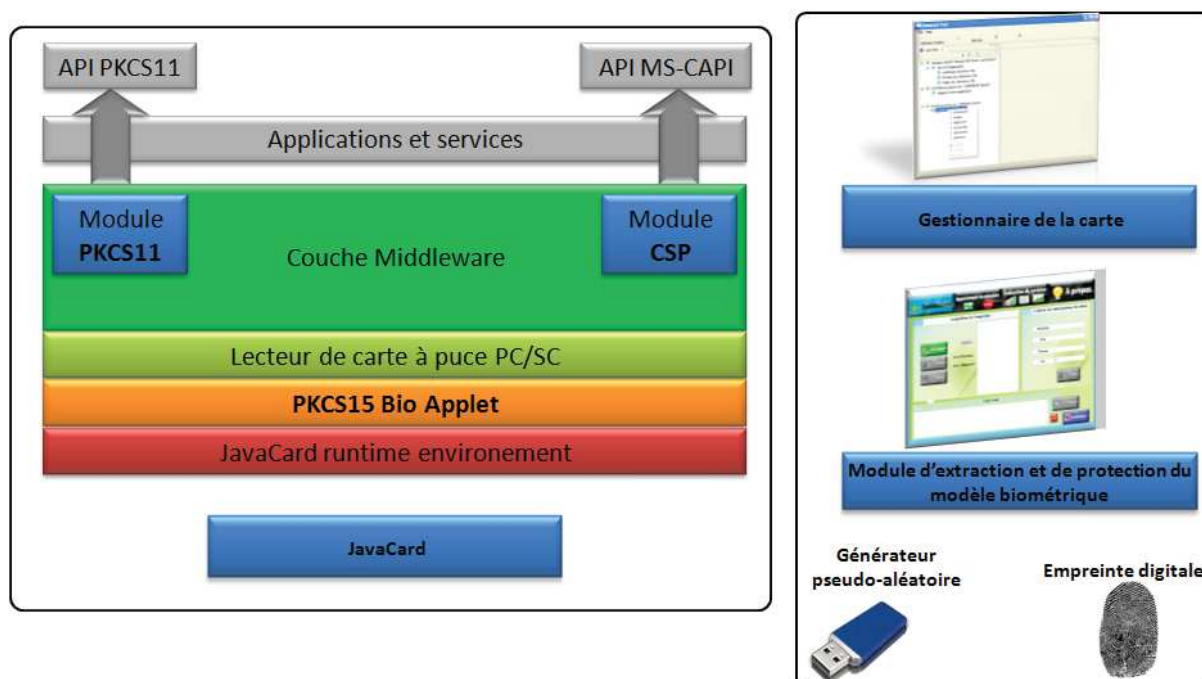 API PKCS11
API MS-CAPI
Applications et services
Module
PKCS11
Couche Middleware
Module
CSP
Lecteur de carte à puce PC/SC
PKCS15 Bio Applet
JavaCard runtime environement
JavaCard
Gestionnaire de la carte
À propos
Module d'extraction et de protection du
modèle biométrique
Générateur
pseudo-aléatoire
Empreinte digitale